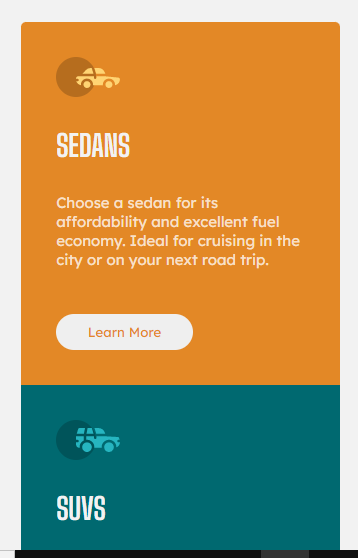 SEDANS
Choose a sedan for its
affordability and excellent fuel
economy. Ideal for cruising in the
city or on your next road trip.
Learn More
SUVS